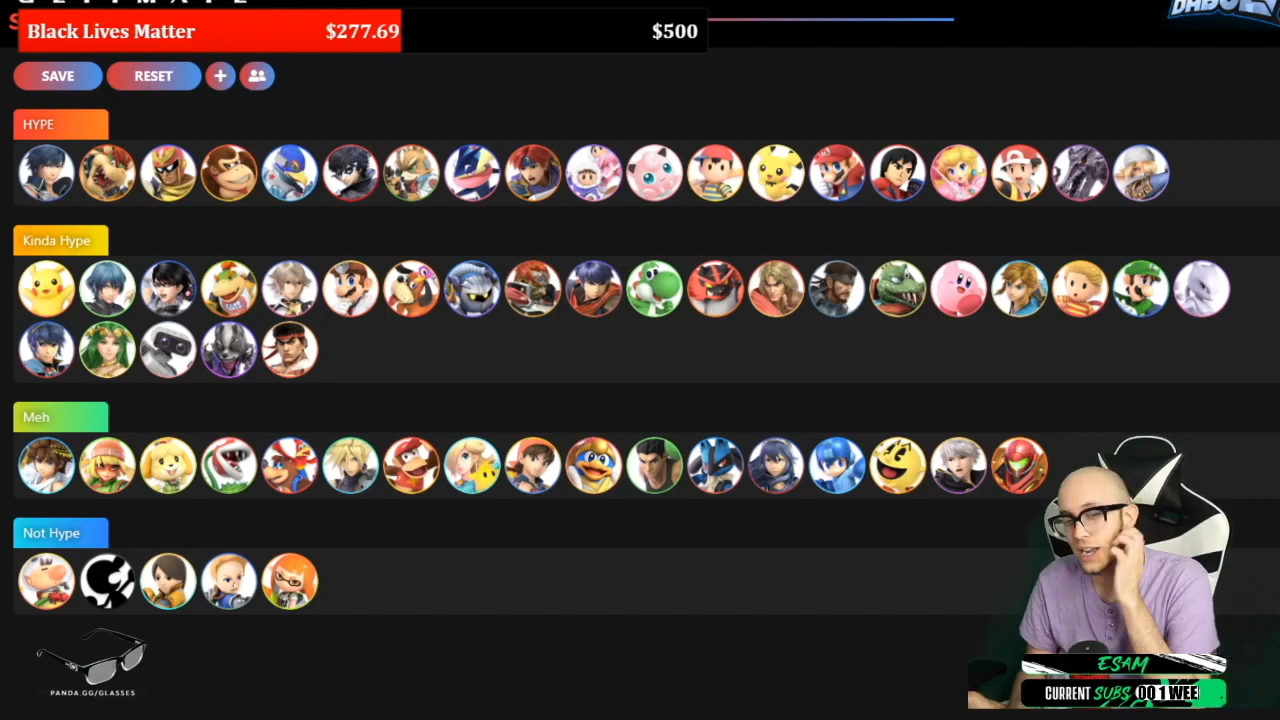 Black Lives Matter $277.69 $500
SAVE RESET +
HYPE
Kinda Hype
Meh
Not Hype
PANDA.GG/GLASSES
ESAM
CURRENT SUBS